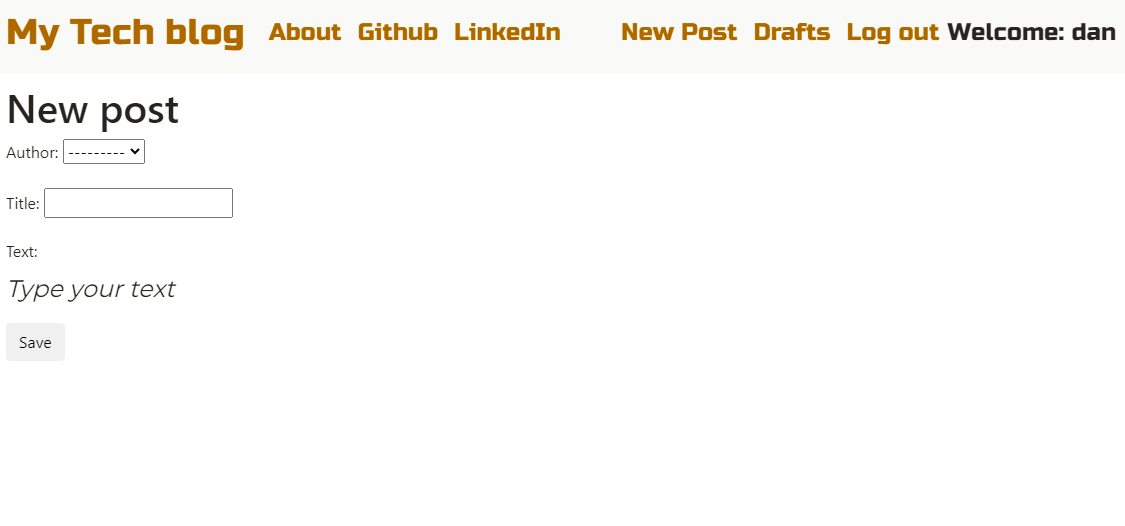 My Tech blog About Github LinkedIn New Post Drafts Log out Welcome: dan
New post
Author: ---------
Title:
Text:
Type your text
Save